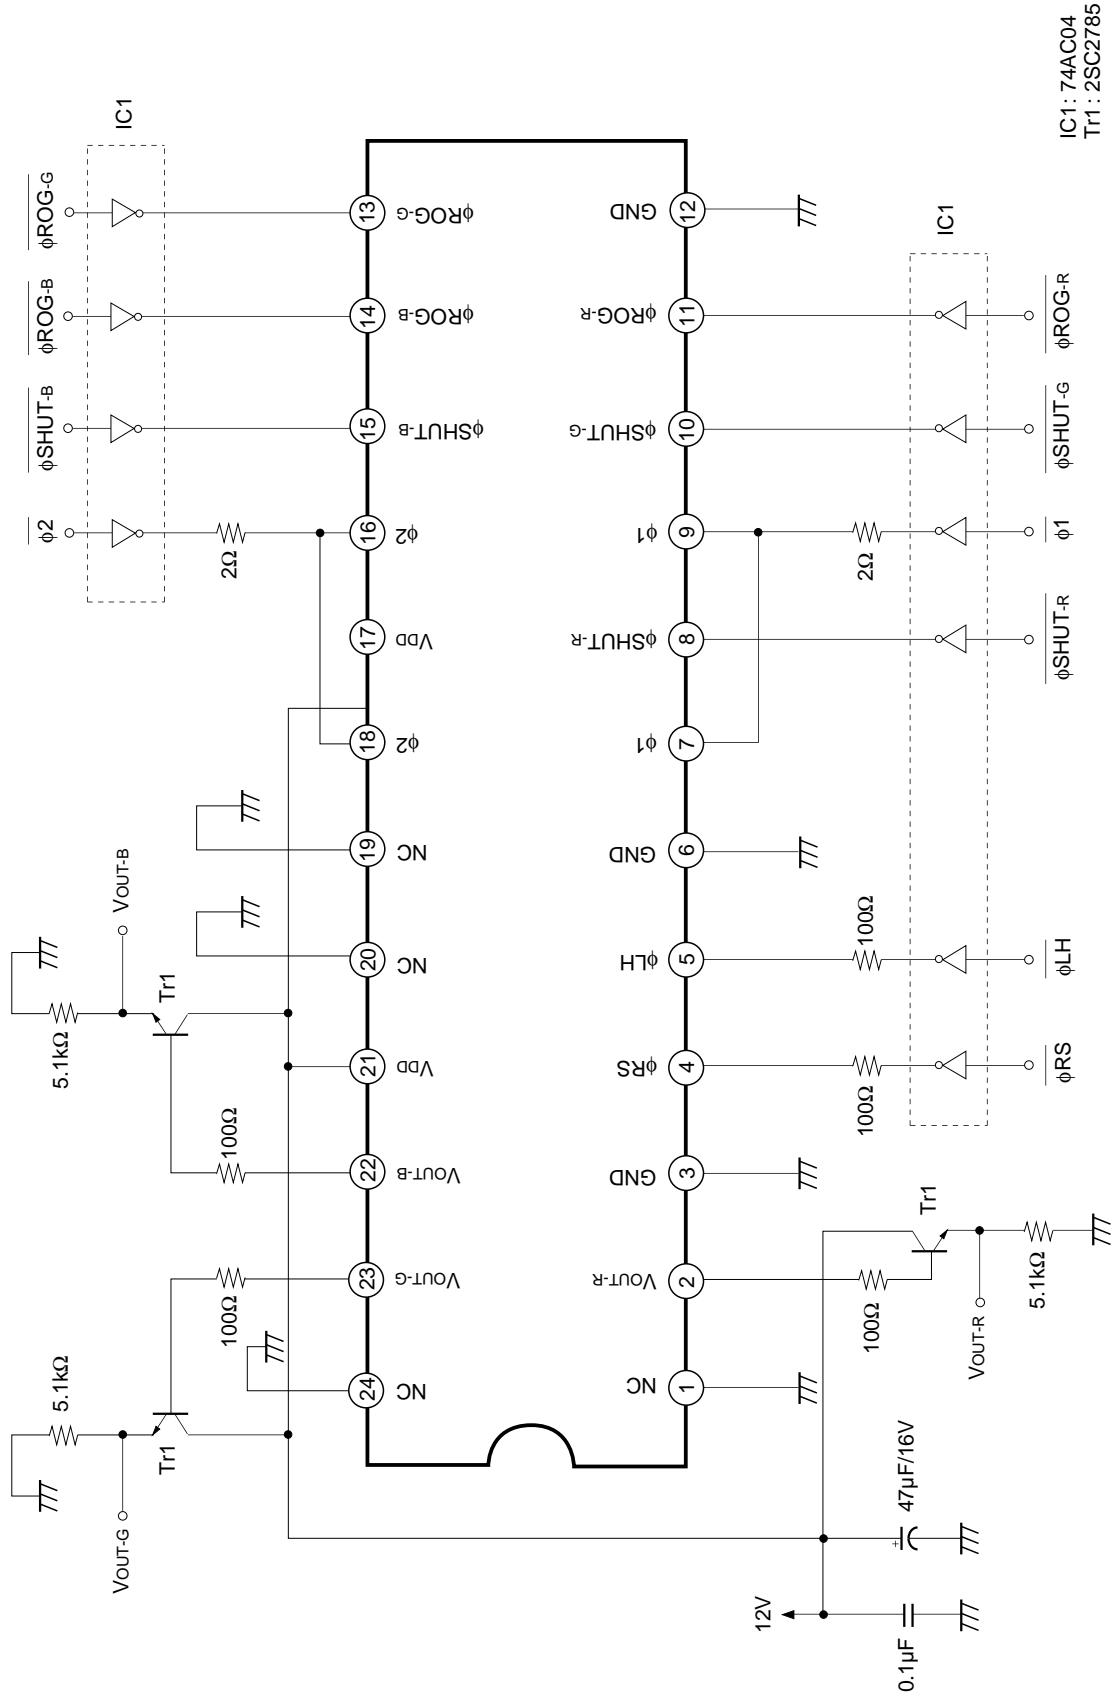 IC1: 74AC04
Tr1 : 2SC2785
IC1
ϕROG-G
ϕROG-B
ϕSHUT-B
ϕ2
2Ω
13
14
15
16
17
18
19
20
21
22
23
24
ϕROG-G
ϕROG-B
ϕSHUT-B
ϕ2
VDD
ϕ2
NC
NC
VDD
VOUT-B
VOUT-G
NC
VOUT-B
5.1kΩ
Tr1
100Ω
100Ω
5.1kΩ
Tr1
VOUT-G
GND
ϕROG-R
ϕSHUT-G
ϕ1
ϕSHUT-R
ϕ1
GND
ϕLH
ϕRS
GND
VOUT-R
NC
12
11
10
9
8
7
6
5
4
3
2
1
IC1
2Ω
100Ω
100Ω
100Ω
ϕROG-R
ϕSHUT-G
ϕ1
ϕSHUT-R
ϕLH
ϕRS
Tr1
5.1kΩ
VOUT-R
12V
0.1µF
+
47µF/16V